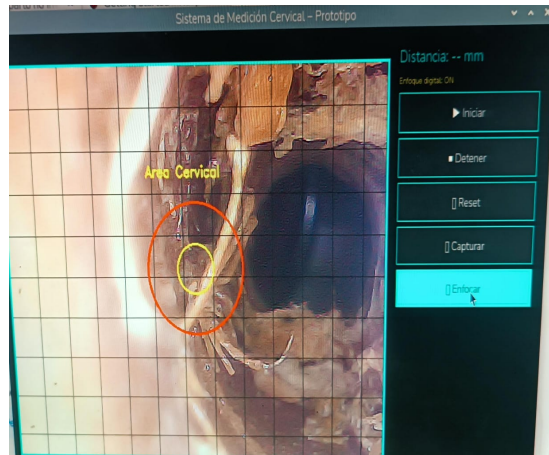 Sistema de Medición Cervical – Prototipo
Distancia: -- mm
Enfoque digital: ON
Iniciar
Detener
Reset
Capturar
Enfocar
Area Cervical